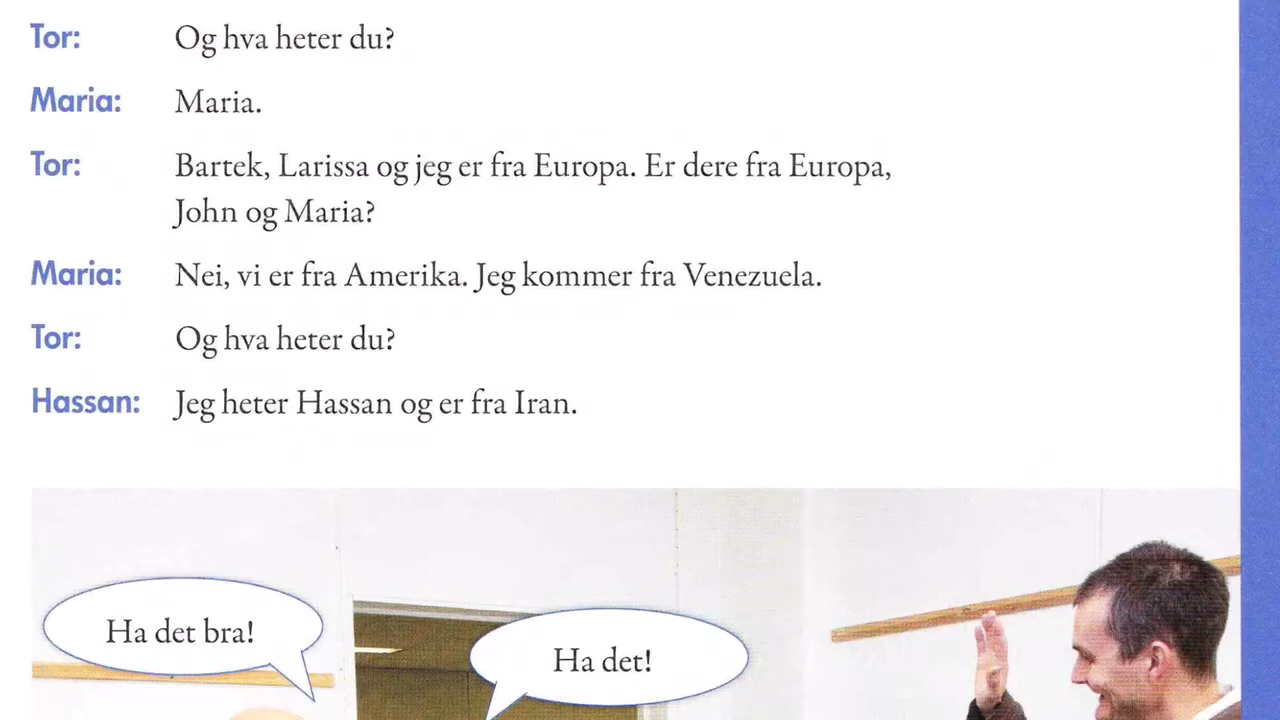 Tor: Og hva heter du?
Maria: Maria.
Tor: Bartek, Larissa og jeg er fra Europa. Er dere fra Europa,
John og Maria?
Maria: Nei, vi er fra Amerika. Jeg kommer fra Venezuela.
Tor: Og hva heter du?
Hassan: Jeg heter Hassan og er fra Iran.
Ha det bra!
Ha det!